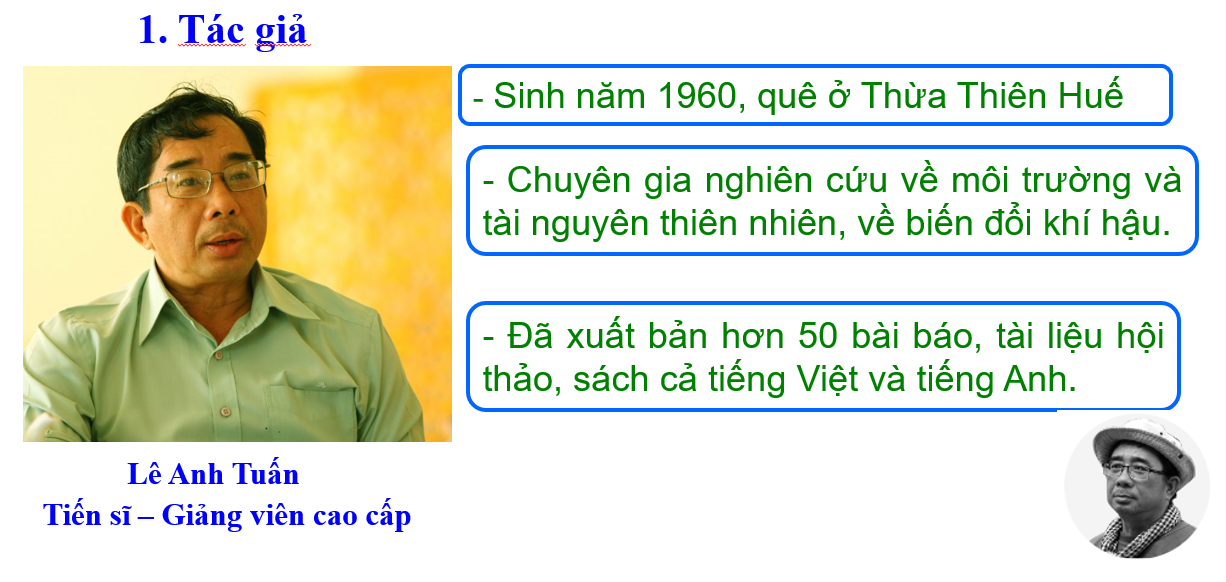 1. Tác giả
- Sinh năm 1960, quê ở Thừa Thiên Huế
- Chuyên gia nghiên cứu về môi trường và
tài nguyên thiên nhiên, về biến đổi khí hậu.
- Đã xuất bản hơn 50 bài báo, tài liệu hội
thảo, sách cả tiếng Việt và tiếng Anh.
Lê Anh Tuấn
Tiến sĩ – Giảng viên cao cấp